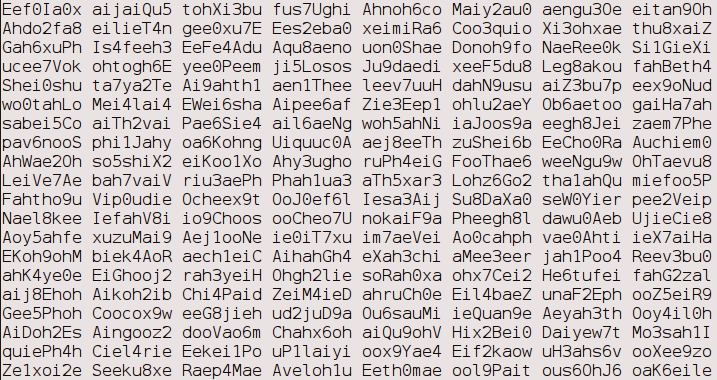 Eef0Ia0x aijaiQu5 tohXi3bu fus7Ughi Ahnoh6co Maiy2au0 aengu3Oe eitan9Oh
Ahdo2fa8 eilieT4n gee0xu7E Ees2eba0 xeimiRa6 Coo3quio Xi3ohxae thu8xaiZ
Gah6xuPh Is4feeh3 EeFe4Adu Aqu8aeno uon0Shae Donoh9fo NaeRee0k Si1GieXi
ucee7Vok ohtogh6E yee0Peem ji5Losos Ju9daedi xeeF5du8 Leg8akou fahBeth4
Shei0shu ta7ya2Te Ai9ahth1 aen1Thee leev7uuH dahN9usu aiZ3bu7p eex9oNud
wo0tahLo Mei4lai4 EWei6sha Aipee6af Zie3Eep1 ohlu2aeY Ob6aetoo gaiHa7ah
sabei5Co aiTh2vai Pae6Sie4 ail6aeNg woh5ahNi iaJoos9a eegh8Jei zaem7Phe
pav6nooS phi1Jahy oa6Kohng Uiquuc0A aej8eeTh zuShei6b EeCho0Ra Auchiem0
AhWae20h so5shiX2 eiKoo1Xo Ahy3ugho ruPh4eiG FooThae6 weeNgu9w OhTaevu8
LeiVe7Ae bah7vaiV riu3aePh Phah1ua3 aTh5xar3 Lohz6Go2 tha1ahQu miefoo5P
Fahtho9u Vip0udie Ocheex9t OoJ0ef6l Iesa3Aij Su8DaXa0 seW0Yier pee2Veip
Nael8kee IefahV8i io9Choos ooCheo7U nokaiF9a Pheegh8l dawu0Aeb UjieCie8
Aoy5ahfe xuzuMai9 Aej1ooNe ie0iT7xu im7aeVei Ao0cahph vae0Ahti ieX7aiHa
EKoh9ohM biek4AoR aech1eiC AihahGh4 eXah3chi aMee3eer jah1Poo4 Reev3bu0
ahK4ye0e EiGhooj2 rah3yeiH Ohgh2lie soRah0xa ohx7Cei2 He6tufei fahG2zal
aij8Ehoh Aikoh2ib Chi4Paid ZeiM4ieD ahruCh0e Eil4baeZ unaF2Eph ooZ5eiR9
Gee5Phoh Coocox9w eeG8jieh ud2juD9a Ou6sauMi ieQuan9e Aeyah3th Ooy4il0h
AiDoh2Es Aingooz2 dooVao6m Chahx6oh aiQu9ohV Hix2Bei0 Daiyew7t Mo3sah1I
quiePh4h Ciel4rie Eekei1Po uP1laiyi oox9Yae4 Eif2kaow uH3ahs6v ooXee9zo
Ze1xoi2e Seeku8xe Raep4Mae Aveloh1u Eeth0mae ool9Pait ous6OhJ6 oaK6eile